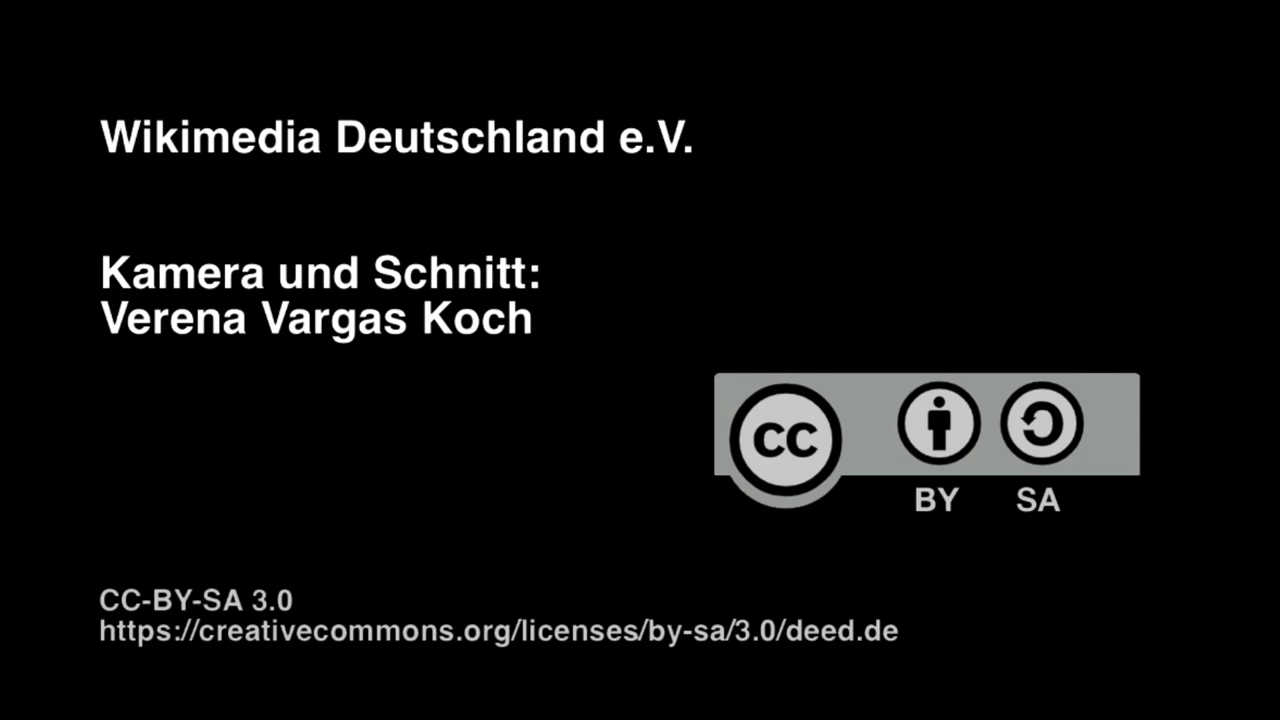 Wikimedia Deutschland e.V.
Kamera und Schnitt:
Verena Vargas Koch
cc
BY SA
CC-BY-SA 3.0
https://creativecommons.org/licenses/by-sa/3.0/deed.de